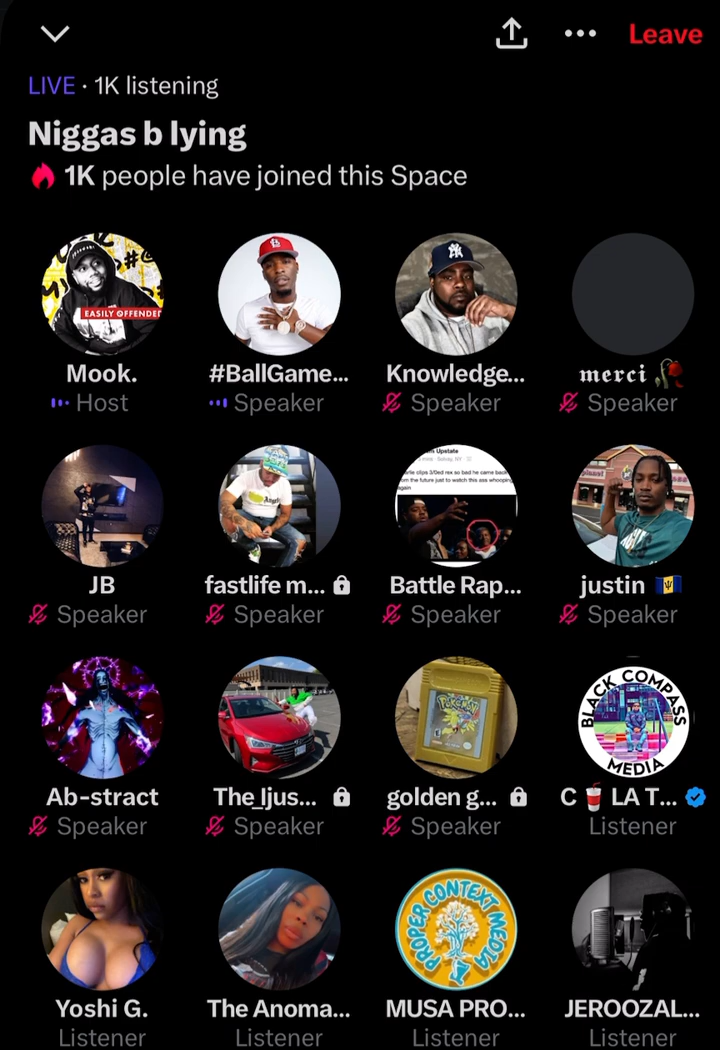 Leave
LIVE · 1K listening
Niggas b lying
1K people have joined this Space
EASILY OFFENDED
Mook.
Host
#BallGame...
Speaker
Knowledge...
Speaker
merci
Speaker
Upstate
JB
Speaker
fastlife m...
Speaker
Battle Rap...
Speaker
justin
Speaker
POKéMON
BLACK COMPASS
MEDIA
Ab-stract
Speaker
The_Ijus...
Speaker
golden g...
Speaker
C LA T...
Listener
PROPER CONTEXT MEDIA
Yoshi G.
Listener
The Anoma...
Listener
MUSA PRO...
Listener
JEROOZAL...
Listener